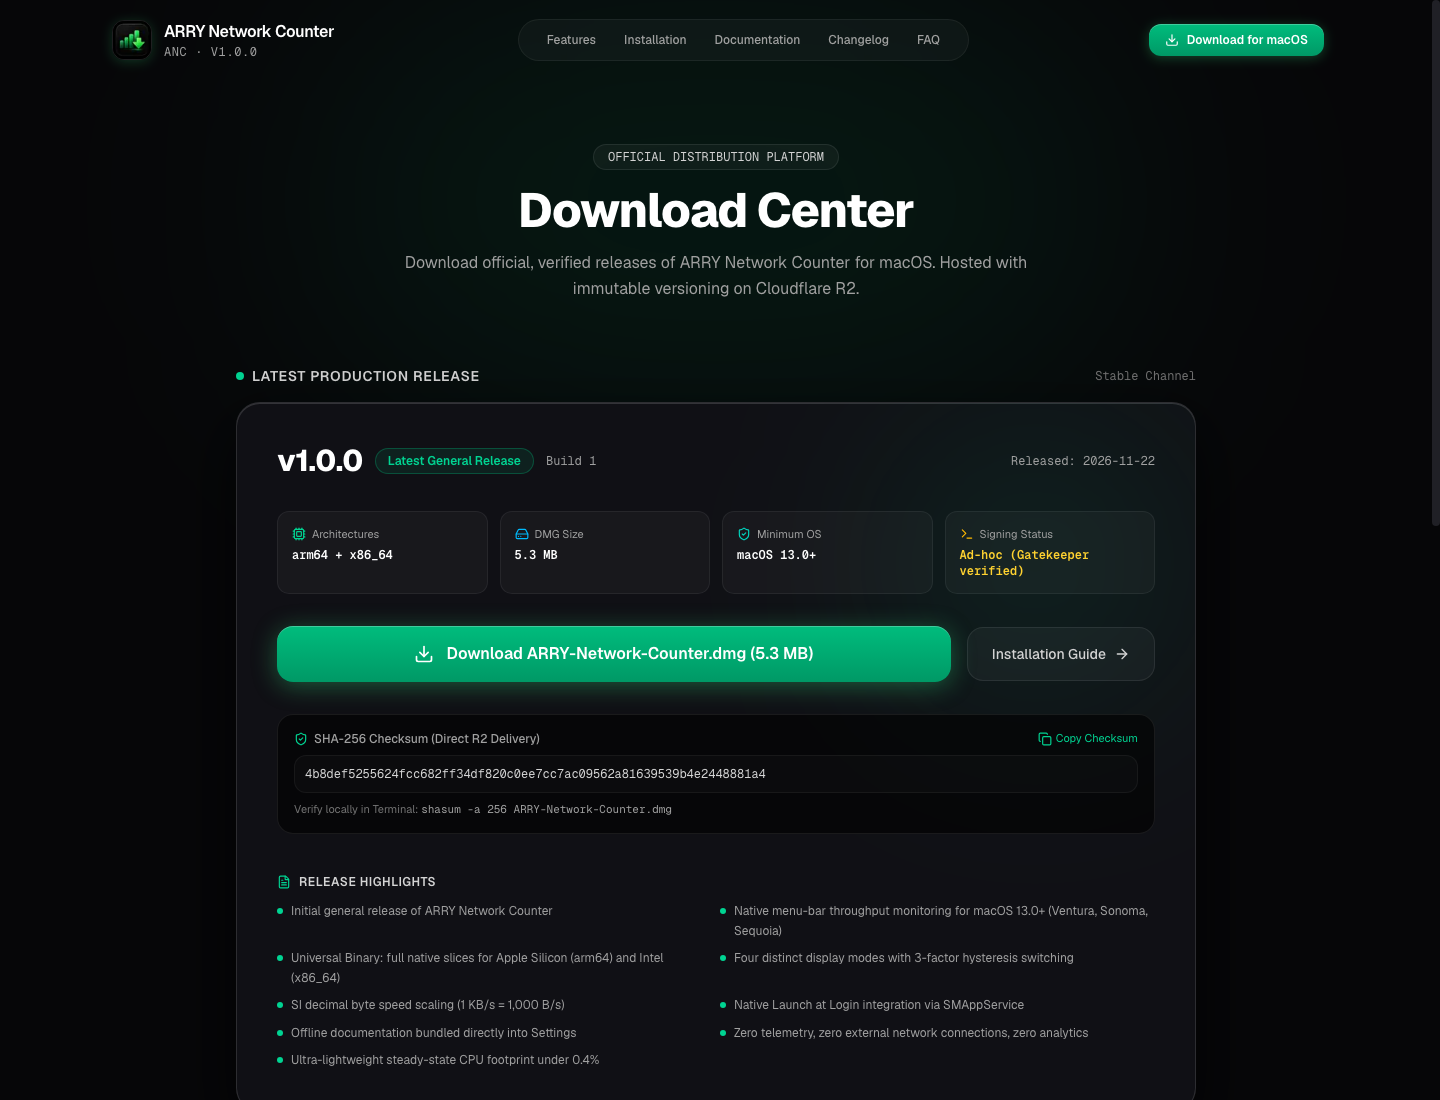 ARRY Network Counter
ANC · V1.0.0
Features
Installation
Documentation
Changelog
FAQ
Download for macOS
OFFICIAL DISTRIBUTION PLATFORM
Download Center
Download official, verified releases of ARRY Network Counter for macOS. Hosted with
immutable versioning on Cloudflare R2.
LATEST PRODUCTION RELEASE
Stable Channel
v1.0.0
Latest General Release
Build 1
Released: 2026-11-22
Architectures
arm64 + x86_64
DMG Size
5.3 MB
Minimum OS
macOS 13.0+
Signing Status
Ad-hoc (Gatekeeper
verified)
Download ARRY-Network-Counter.dmg (5.3 MB)
Installation Guide
SHA-256 Checksum (Direct R2 Delivery)
Copy Checksum
4b8def5255624fcc682ff34df820c0ee7cc7ac09562a81639539b4e2448881a4
Verify locally in Terminal: shasum -a 256 ARRY-Network-Counter.dmg
RELEASE HIGHLIGHTS
Initial general release of ARRY Network Counter
Native menu-bar throughput monitoring for macOS 13.0+ (Ventura, Sonoma,
Sequoia)
Universal Binary: full native slices for Apple Silicon (arm64) and Intel
(x86_64)
Four distinct display modes with 3-factor hysteresis switching
SI decimal byte speed scaling (1 KB/s = 1,000 B/s)
Native Launch at Login integration via SMAppService
Offline documentation bundled directly into Settings
Zero telemetry, zero external network connections, zero analytics
Ultra-lightweight steady-state CPU footprint under 0.4%